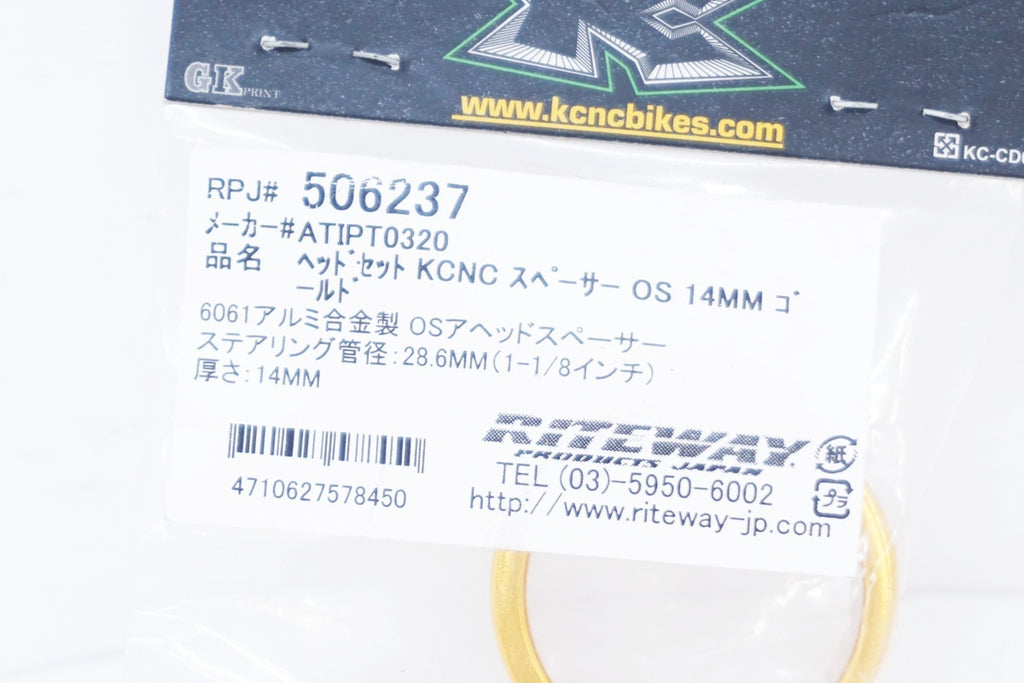 GK PRINT
www.kcncbikes.com
RPJ# 506237
メーカー#ATIPT0320
品名 ヘッドセット KCNC スペーサー OS 14MM ゴ
ールド
6061アルミ合金製 OSアヘッドスペーサー
ステアリング管径:28.6MM(1-1/8インチ)
厚さ:14MM
4710627578450
RITEWAY
PRODUCTS JAPAN
TEL (03)-5950-6002
http://www.riteway-jp.com
紙
プラ